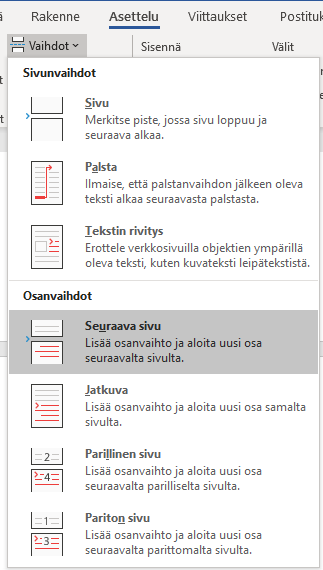 Rakenne Asettelu Viittaukset Postituk
Vaihdot Sisennä Välit
Sivunvaihdot
Sivu
Merkitse piste, jossa sivu loppuu ja
seuraava alkaa.
Palsta
Ilmaise, että palstanvaihdon jälkeen oleva
teksti alkaa seuraavasta palstasta.
Tekstin rivitys
Erottele verkkosivuilla objektien ympärillä
oleva teksti, kuten kuvateksti leipätekstistä.
Osanvaihdot
Seuraava sivu
Lisää osanvaihto ja aloita uusi osa
seuraavalta sivulta.
Jatkuva
Lisää osanvaihto ja aloita uusi osa samalta
sivulta.
2
4
Parillinen sivu
Lisää osanvaihto ja aloita uusi osa
seuraavalta parilliselta sivulta.
1
3
Pariton sivu
Lisää osanvaihto ja aloita uusi osa
seuraavalta parittomalta sivulta.